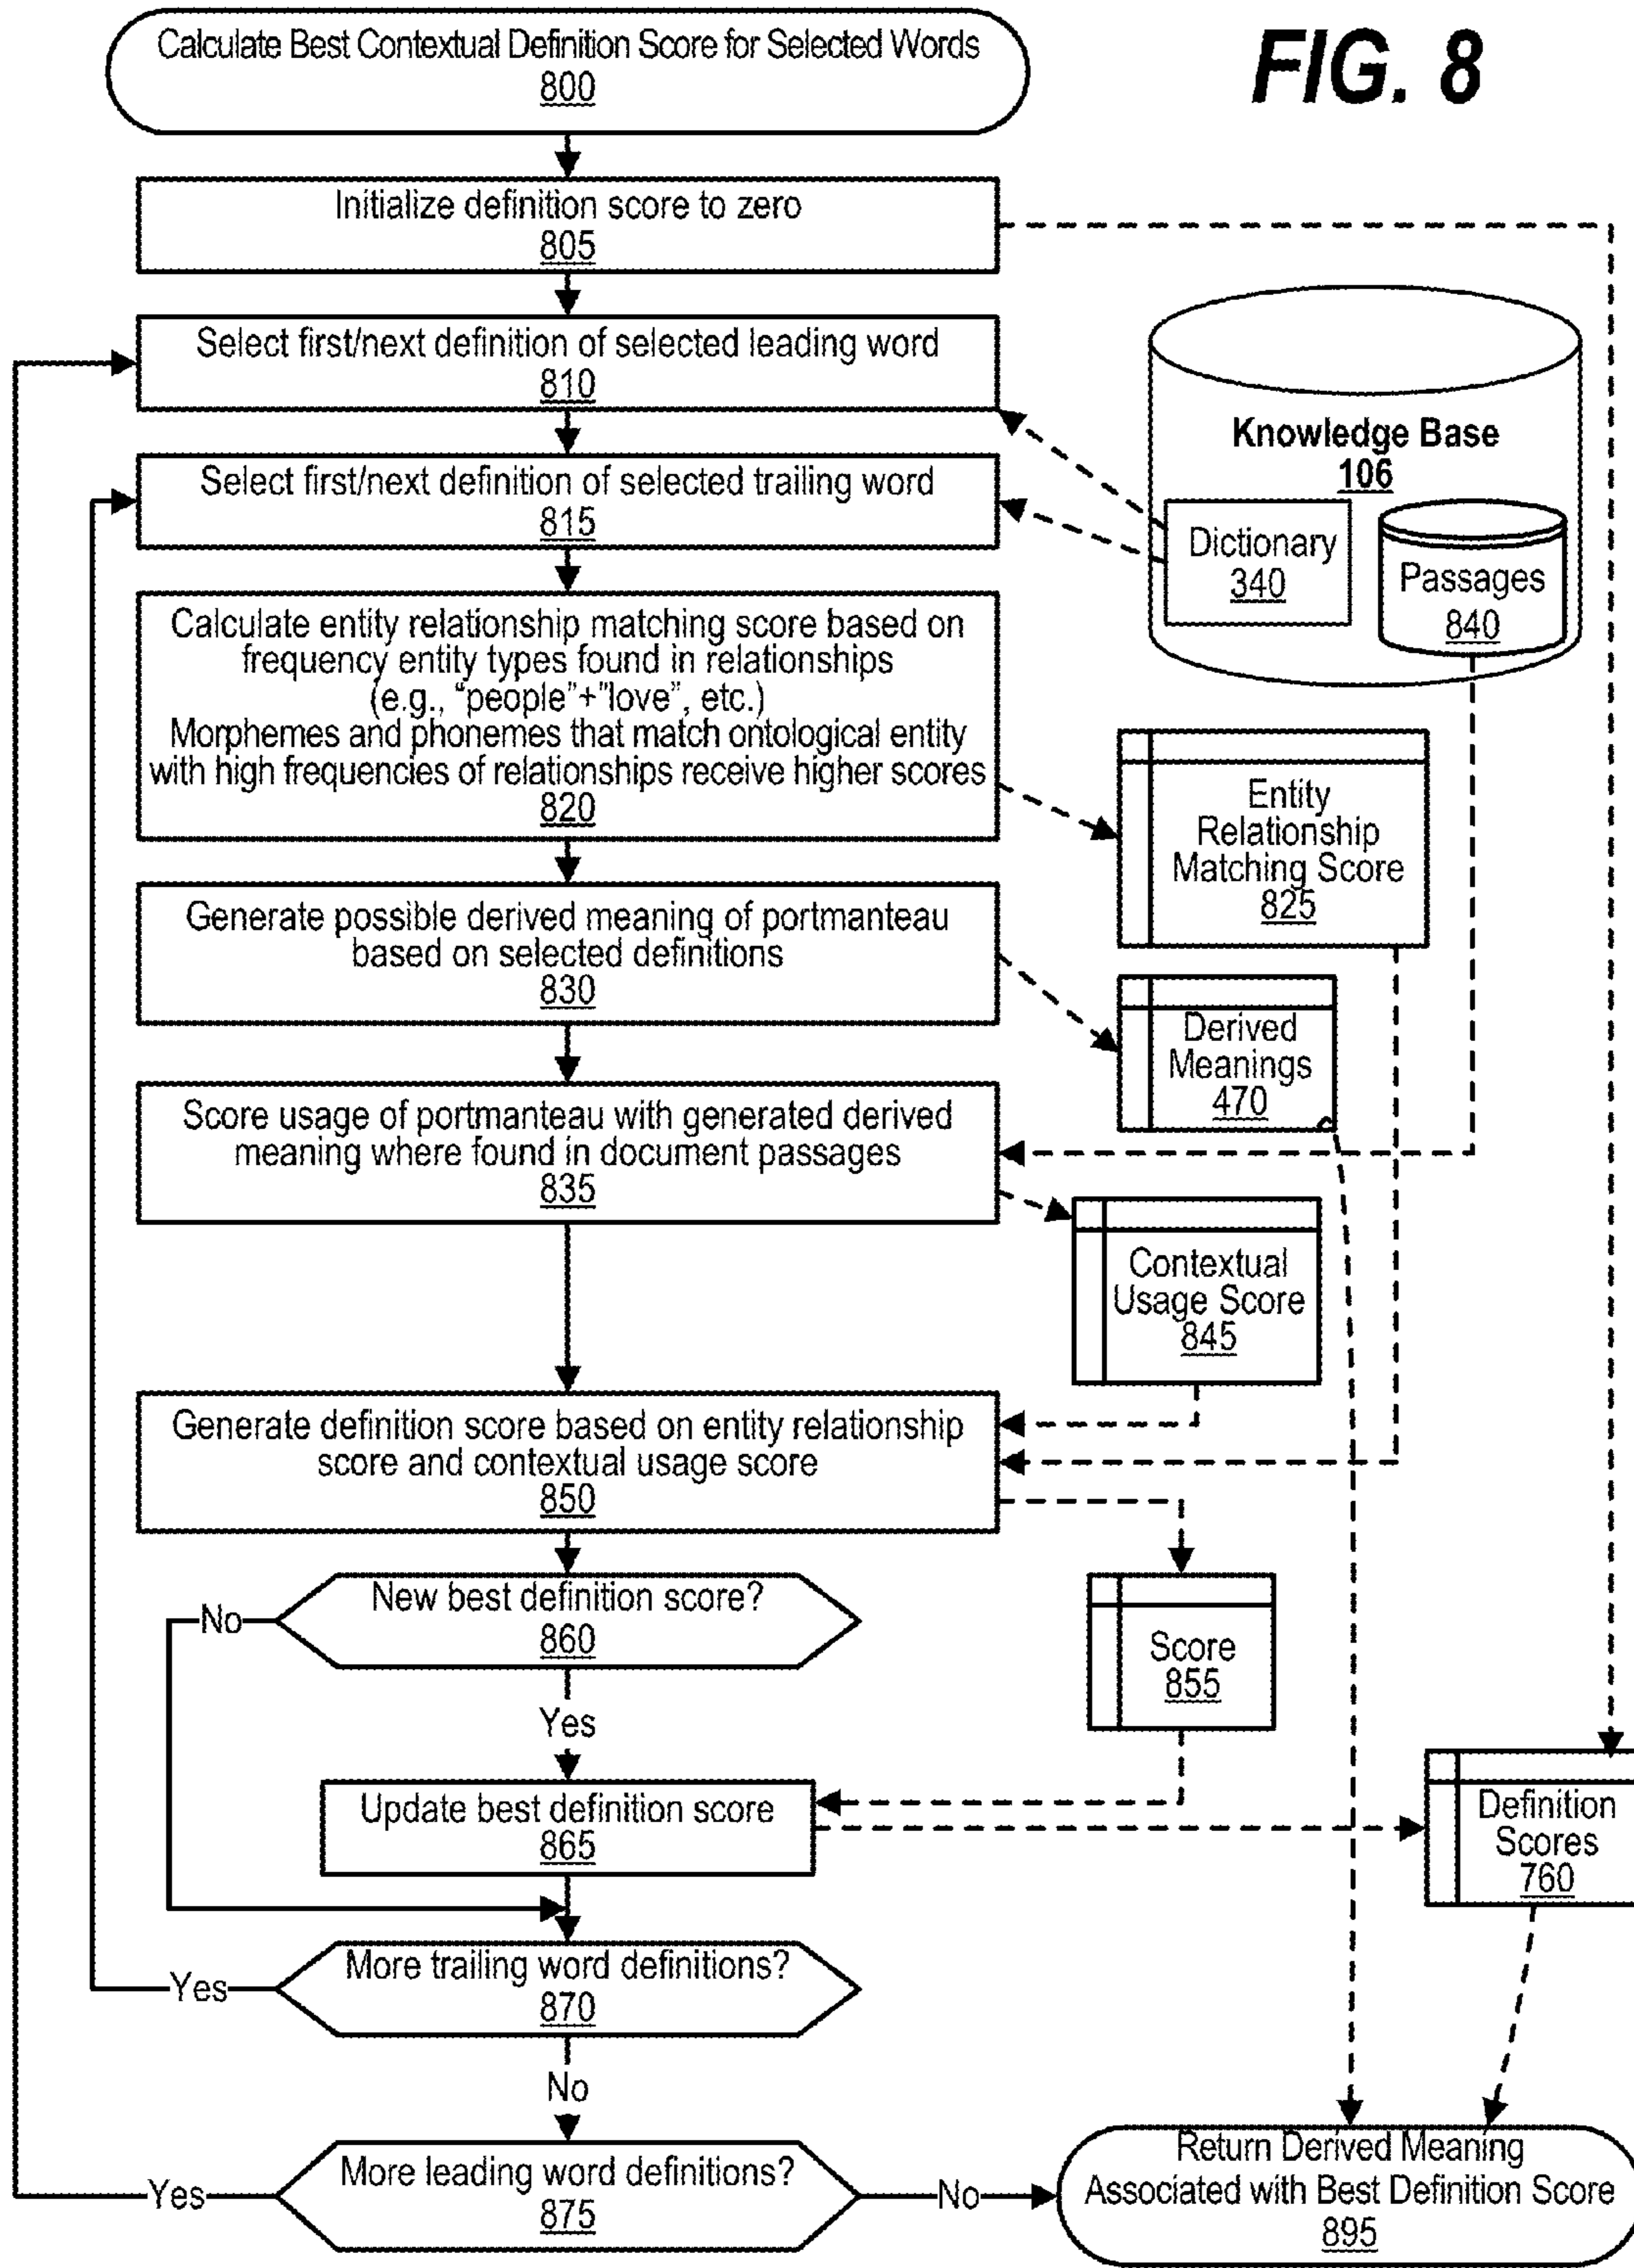 FIG. 8
Calculate Best Contextual Definition Score for Selected Words
800
Initialize definition score to zero
805
Select first/next definition of selected leading word
810
Select first/next definition of selected trailing word
815
Knowledge Base
106
Dictionary
340
Passages
840
Calculate entity relationship matching score based on
frequency entity types found in relationships
(e.g., "people"+"love", etc.)
Morphemes and phonemes that match ontological entity
with high frequencies of relationships receive higher scores
820
Entity
Relationship
Matching Score
825
Generate possible derived meaning of portmanteau
based on selected definitions
830
Derived
Meanings
470
Score usage of portmanteau with generated derived
meaning where found in document passages
835
Contextual
Usage Score
845
Generate definition score based on entity relationship
score and contextual usage score
850
New best definition score?
860
No
Yes
Score
855
Update best definition score
865
Definition
Scores
760
More trailing word definitions?
870
Yes
No
More leading word definitions?
875
Yes
No
Return Derived Meaning
Associated with Best Definition Score
895